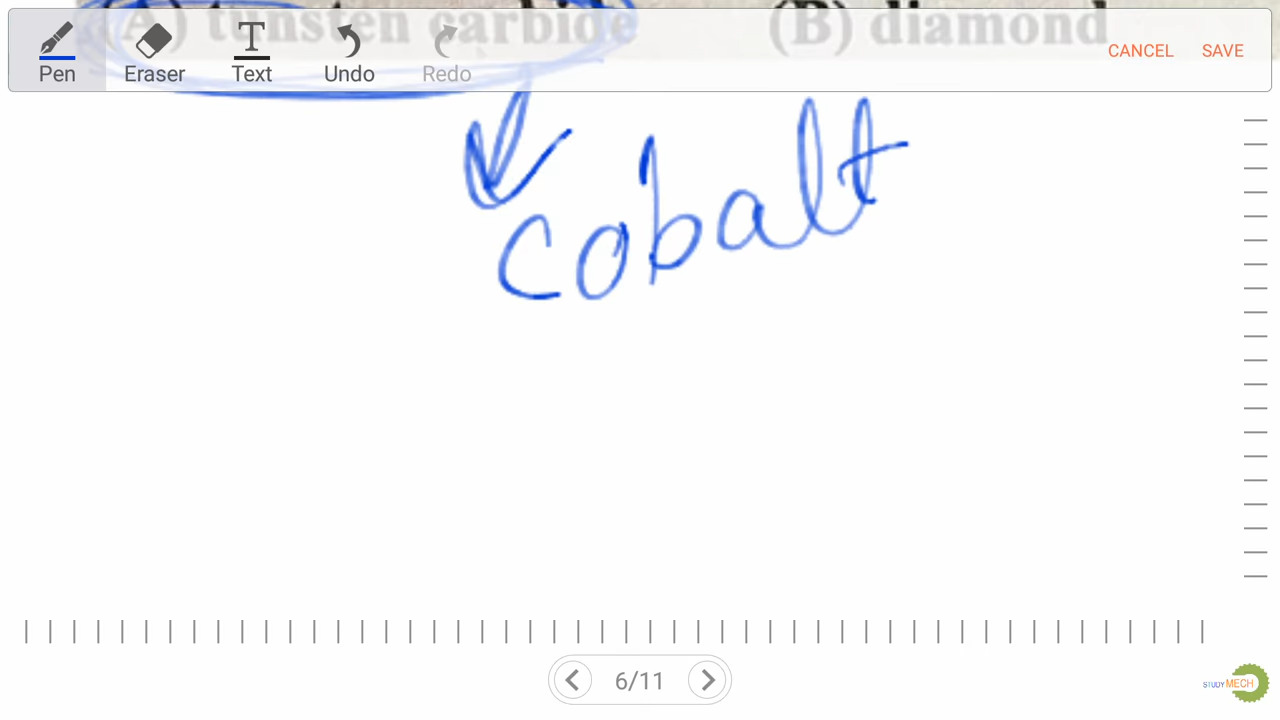 (A) tunsten carbide (B) diamond
Pen Eraser Text Undo Redo CANCEL SAVE
cobalt
6/11
STUDY MECH